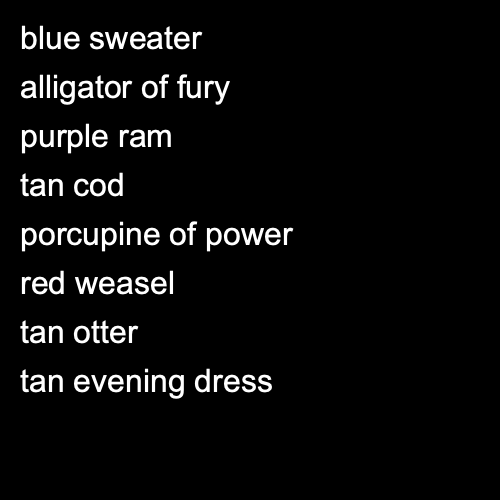 blue sweater
alligator of fury
purple ram
tan cod
porcupine of power
red weasel
tan otter
tan evening dress